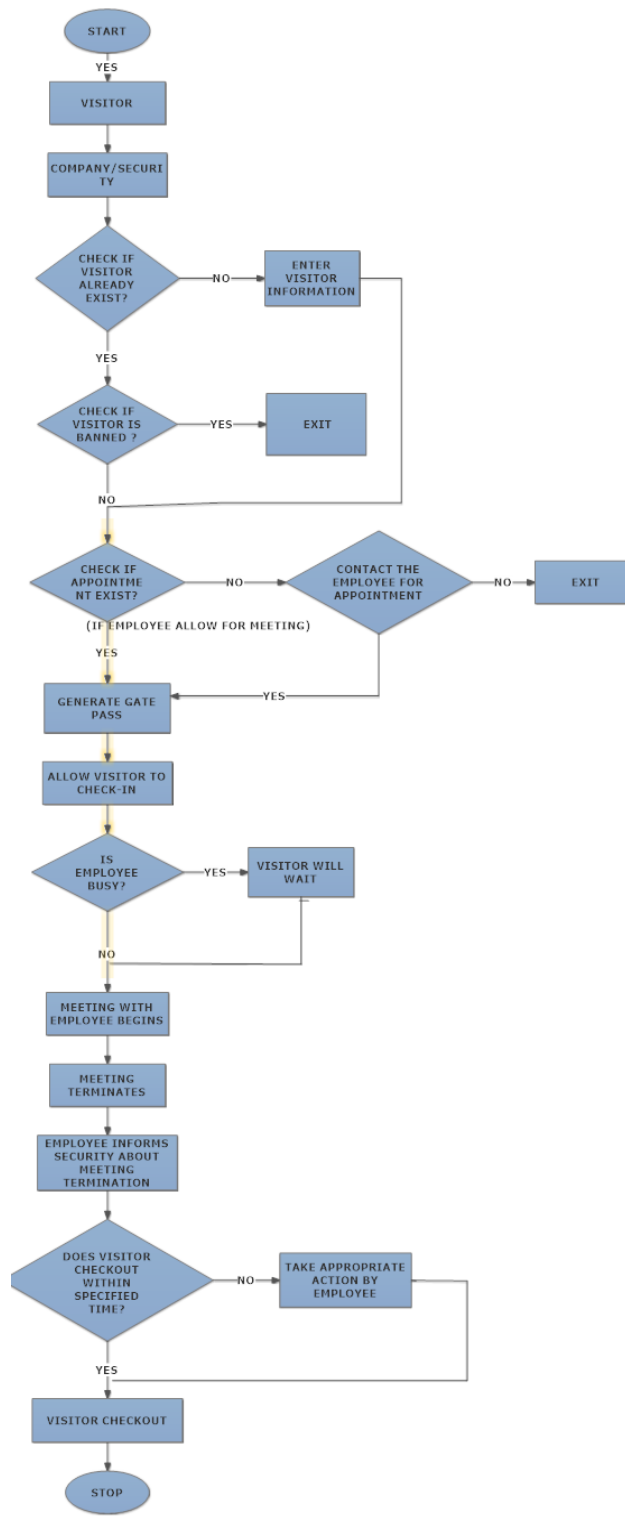 START
YES
VISITOR
COMPANY/SECURI
TY
CHECK IF
VISITOR
ALREADY
EXIST?
NO
ENTER
VISITOR
INFORMATION
YES
CHECK IF
VISITOR IS
BANNED ?
YES
EXIT
NO
CHECK IF
APPOINTME
NT EXIST?
NO
CONTACT THE
EMPLOYEE FOR
APPOINTMENT
NO
EXIT
(IF EMPLOYEE ALLOW FOR MEETING)
YES
YES
GENERATE GATE
PASS
ALLOW VISITOR TO
CHECK-IN
IS
EMPLOYEE
BUSY?
YES
VISITOR WILL
WAIT
NO
MEETING WITH
EMPLOYEE BEGINS
MEETING
TERMINATES
EMPLOYEE INFORMS
SECURITY ABOUT
MEETING
TERMINATION
DOES VISITOR
CHECKOUT
WITHIN
SPECIFIED
TIME?
NO
TAKE APPROPRIATE
ACTION BY
EMPLOYEE
YES
VISITOR CHECKOUT
STOP